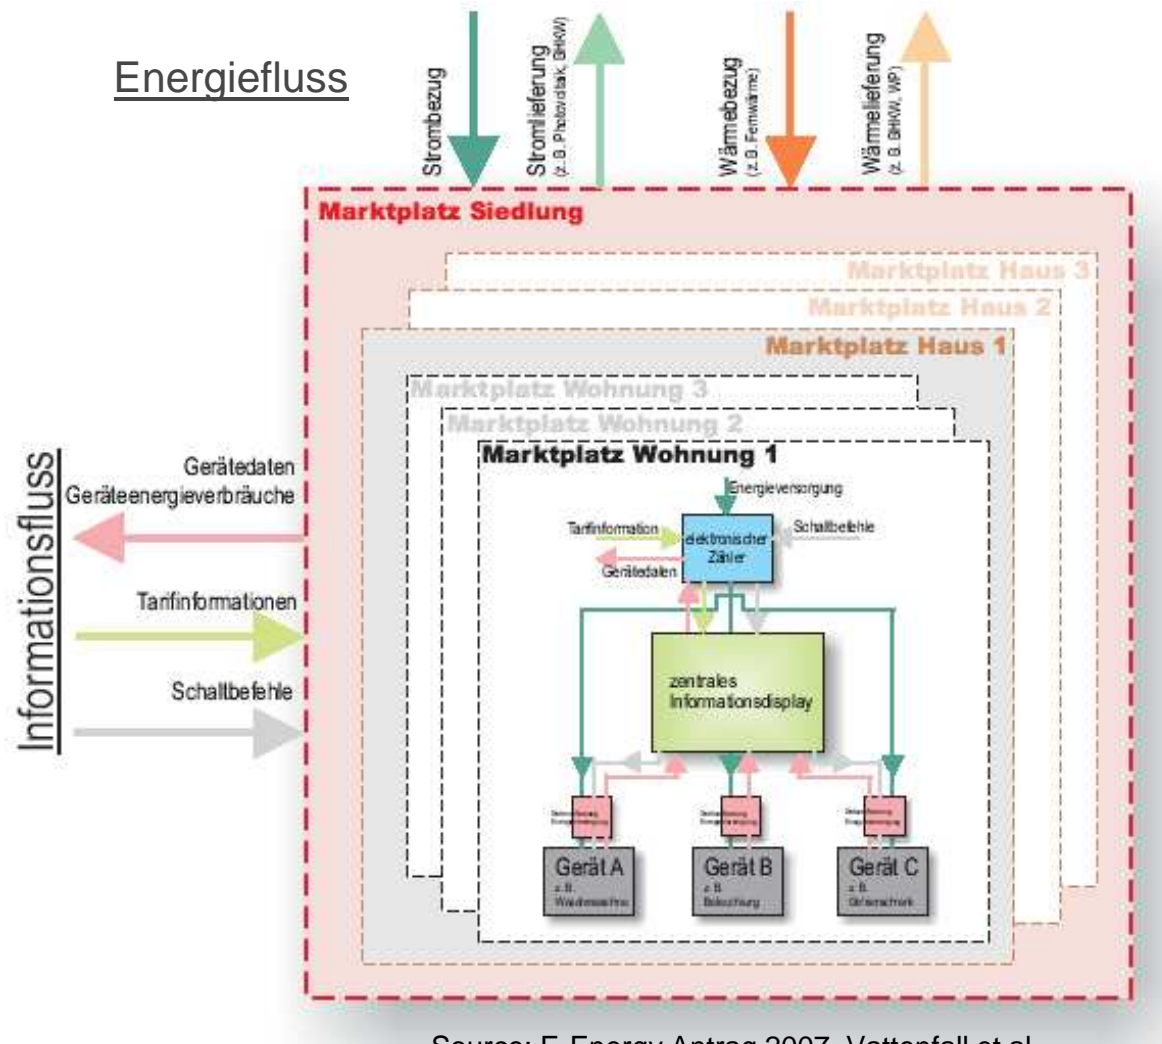 Energiefluss
Strombezug
Stromlieferung
(z. B. Photovoltaik, BHKW)
Wärmebezug
(z. B. Fernwärme)
Wärmelieferung
(z. B. BHKW, WP)
Marktplatz Siedlung
Marktplatz Haus 3
Marktplatz Haus 2
Marktplatz Haus 1
Marktplatz Wohnung 3
Marktplatz Wohnung 2
Marktplatz Wohnung 1
Informationsfluss
Gerätedaten
Geräteenergieverbräuche
Tarifinformationen
Schaltbefehle
Energieversorgung
Tarifinformation
Schaltbefehle
elektronischer
Zähler
Gerätedaten
zentrales
Informationsdisplay
Gerät A
z. B.
Waschmaschine
Gerät B
z. B.
Beleuchtung
Gerät C
z. B.
Source: E-Energy Antrag 2007, Vattenfall et al